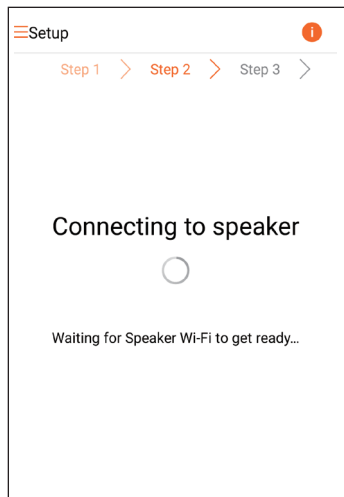 Setup
i
Step 1 Step 2 Step 3
Connecting to speaker
Waiting for Speaker Wi-Fi to get ready...